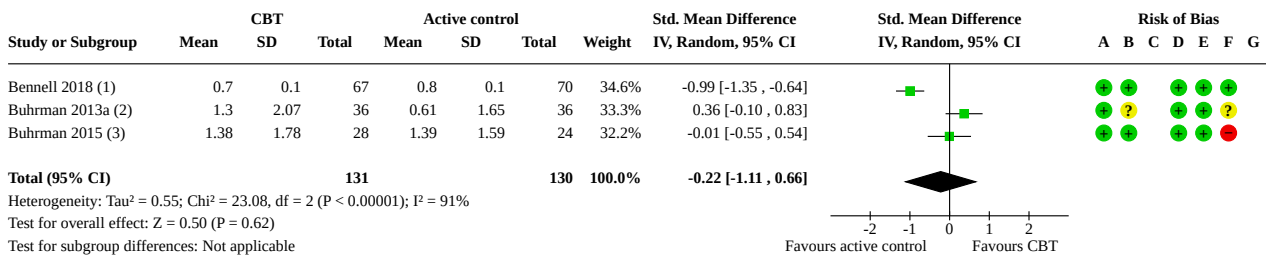 CBT Active control Std. Mean Difference Std. Mean Difference Risk of Bias
Study or Subgroup Mean SD Total Mean SD Total Weight IV, Random, 95% CI IV, Random, 95% CI A B C D E F G
Bennell 2018 (1) 0.7 0.1 67 0.8 0.1 70 34.6% -0.99 [-1.35 , -0.64] + + + + +
Buhrman 2013a (2) 1.3 2.07 36 0.61 1.65 36 33.3% 0.36 [-0.10 , 0.83] + ? + + ?
Buhrman 2015 (3) 1.38 1.78 28 1.39 1.59 24 32.2% -0.01 [-0.55 , 0.54] + + + + −
Total (95% CI) 131 130 100.0% -0.22 [-1.11 , 0.66]
Heterogeneity: Tau² = 0.55; Chi² = 23.08, df = 2 (P < 0.00001); I² = 91%
Test for overall effect: Z = 0.50 (P = 0.62)
Test for subgroup differences: Not applicable
-2 -1 0 1 2
Favours active control Favours CBT